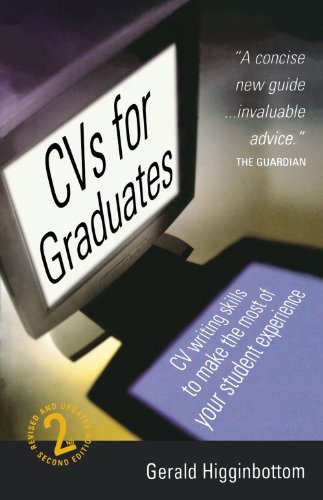 "A concise
new guide
...invaluable
advice."
THE GUARDIAN
CVs for
Graduates
CV writing skills
to make the most of
your student experience
REVISED AND UPDATED
2ND
SECOND EDITION
Gerald Higginbottom